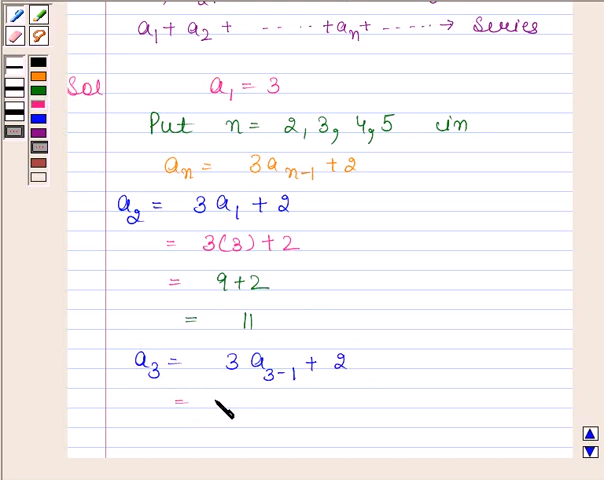 a₁ + a₂ + ...... + aₙ + ...... → Series
Sol a₁ = 3
Put n = 2, 3, 4, 5 in
aₙ = 3aₙ₋₁ + 2
a₂ = 3a₁ + 2
= 3(3) + 2
= 9 + 2
= 11
a₃ = 3a₃₋₁ + 2
=